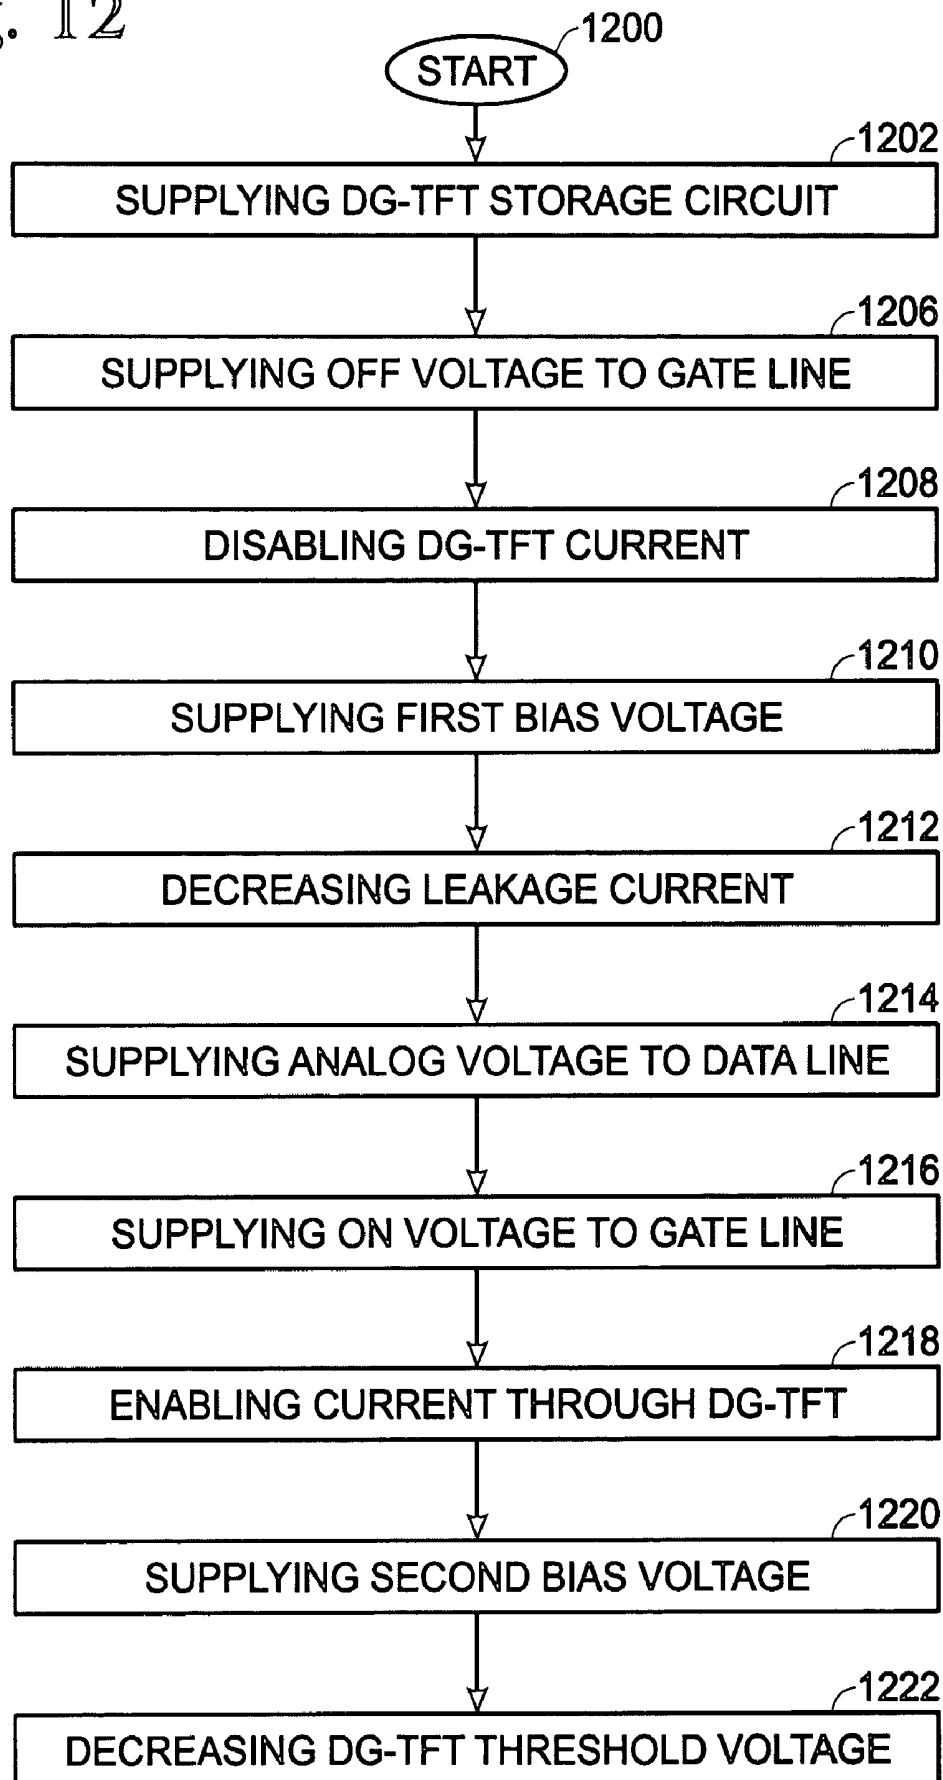 g. 12
1200
START
1202
SUPPLYING DG-TFT STORAGE CIRCUIT
1206
SUPPLYING OFF VOLTAGE TO GATE LINE
1208
DISABLING DG-TFT CURRENT
1210
SUPPLYING FIRST BIAS VOLTAGE
1212
DECREASING LEAKAGE CURRENT
1214
SUPPLYING ANALOG VOLTAGE TO DATA LINE
1216
SUPPLYING ON VOLTAGE TO GATE LINE
1218
ENABLING CURRENT THROUGH DG-TFT
1220
SUPPLYING SECOND BIAS VOLTAGE
1222
DECREASING DG-TFT THRESHOLD VOLTAGE